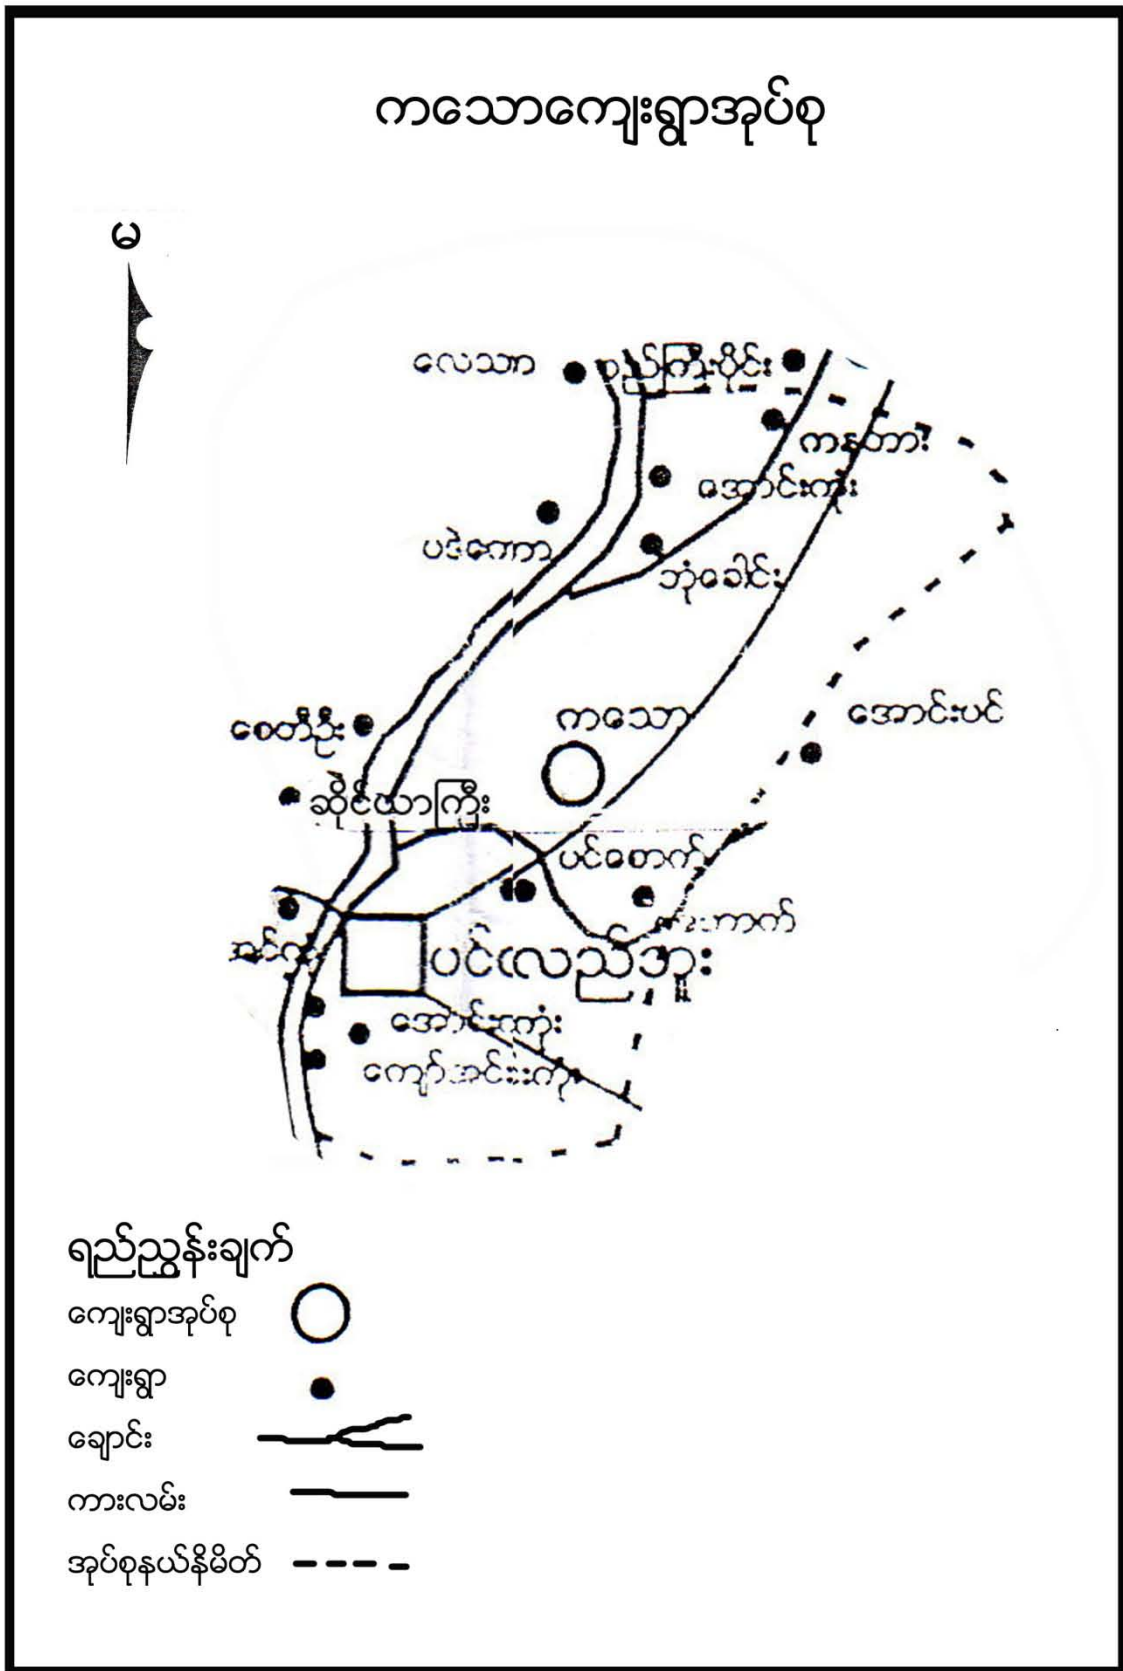 ကသောကျေးရွာအုပ်စု
မ
လေသာ
စည်ကြီးပိုင်း
ကနတား
အောင်းကုံး
ပဒဲကော
ဘုံခေါင်း
ကသော
အောင်းပင်
စေတီဦး
ဆိုင်ယာကြီး
ပင်စောက်
ပင်လည်ဘူး
အောင်းကုံး
ရည်ညွှန်းချက်
ကျေးရွာအုပ်စု
ကျေးရွာ
ချောင်း
ကားလမ်း
အုပ်စုနယ်နိမိတ်